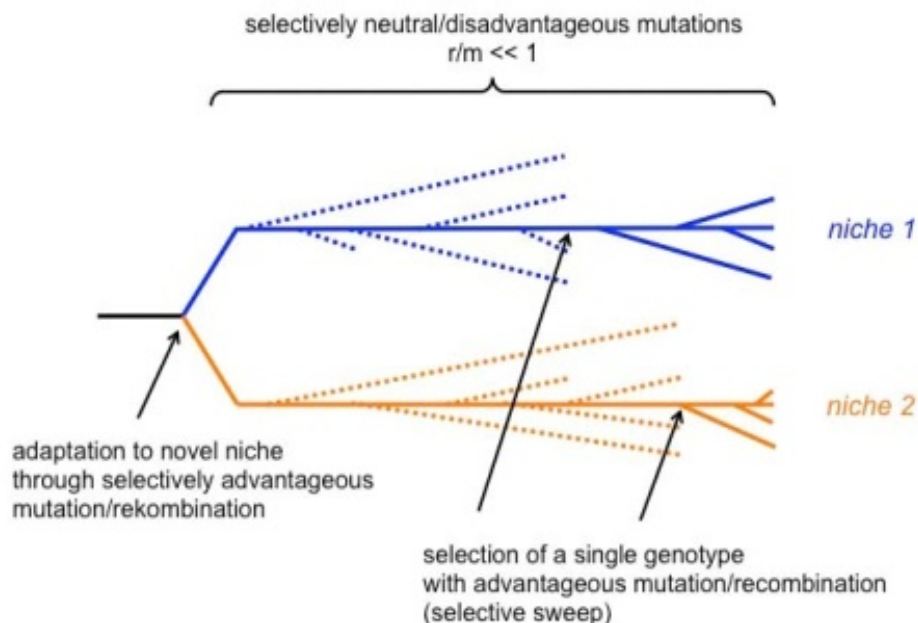 selectively neutral/disadvantageous mutations
r/m << 1
niche 1
niche 2
adaptation to novel niche
through selectively advantageous
mutation/rekombination
selection of a single genotype
with advantageous mutation/recombination
(selective sweep)